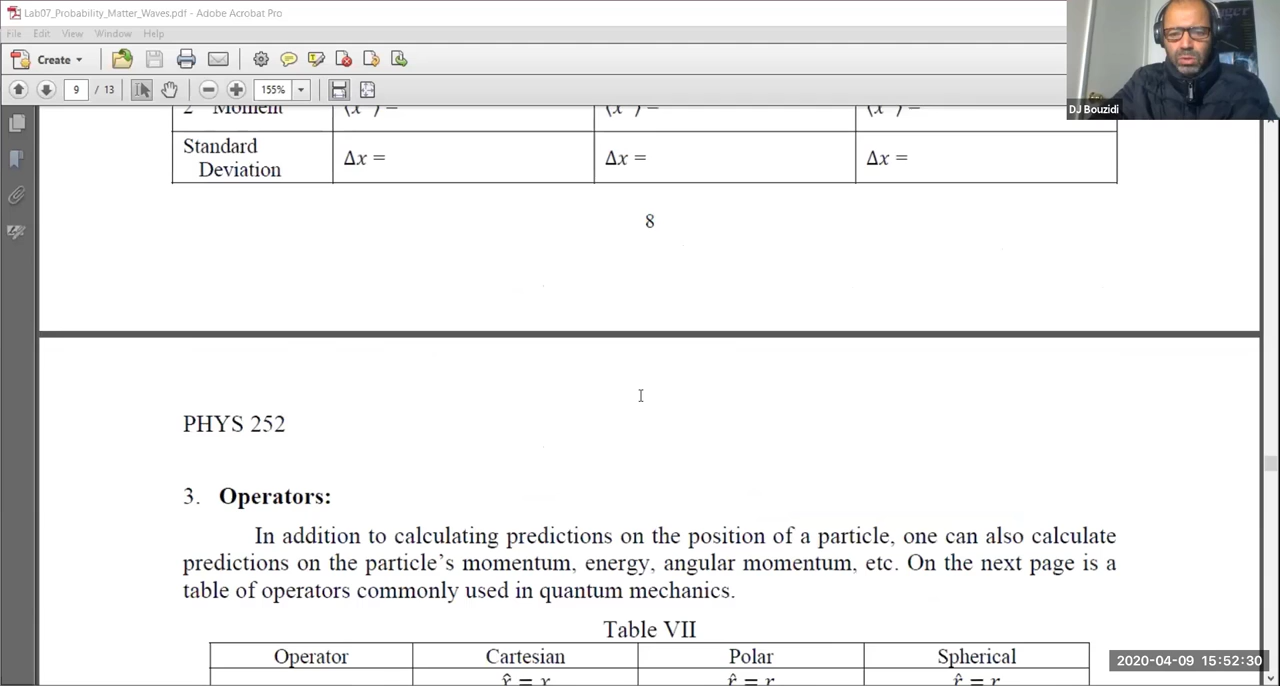 Lab07_Probability_Matter_Waves.pdf - Adobe Acrobat Pro
File Edit View Window Help
Create
9 / 13 155%
DJ Bouzidi
2 Moment ⟨x ⟩ = ⟨x ⟩ = ⟨x ⟩ =
Standard
Deviation
Δx = Δx = Δx =
8
PHYS 252
3. Operators:
In addition to calculating predictions on the position of a particle, one can also calculate
predictions on the particle's momentum, energy, angular momentum, etc. On the next page is a
table of operators commonly used in quantum mechanics.
Table VII
Operator Cartesian Polar Spherical
r̂ = r̂ = r r̂ = r
2020-04-09 15:52:30